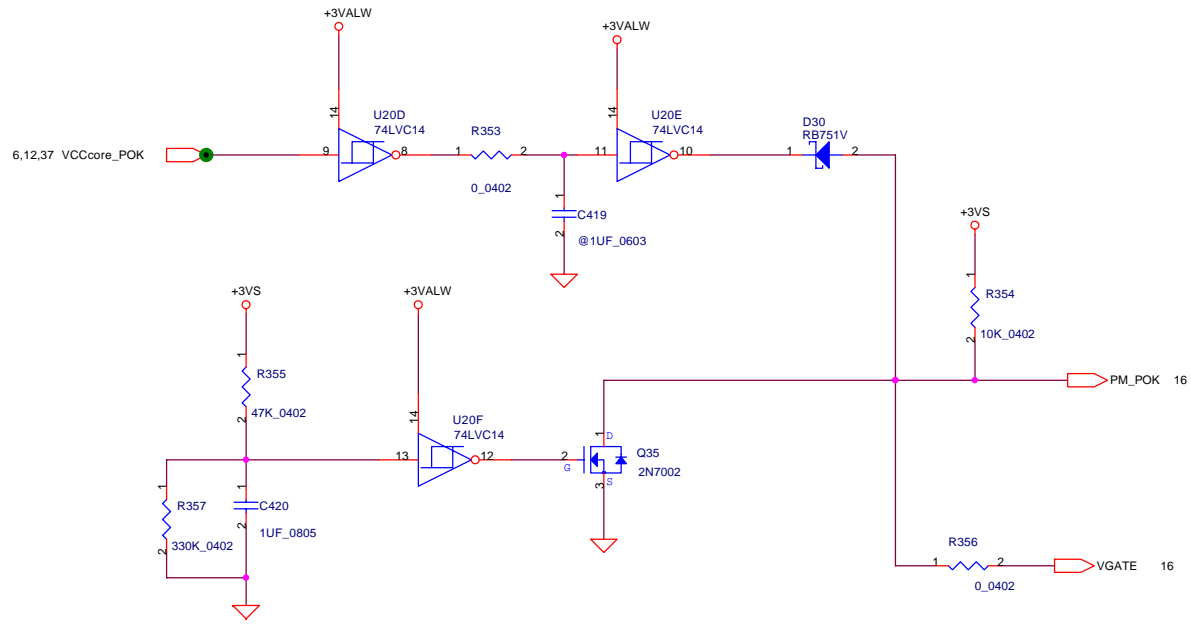 +3VALW
14
U20D
74LVC14
6,12,37 VCCcore_POK
9
8
R353
1
2
0_0402
1
C419
2
@1UF_0603
+3VALW
14
U20E
74LVC14
11
10
D30
RB751V
1
2
+3VS
1
R354
10K_0402
2
PM_POK 16
+3VS
1
R355
2
47K_0402
+3VALW
14
U20F
74LVC14
13
12
1
D
2
G
Q35
2N7002
3
S
1
R357
2
330K_0402
1
C420
2
1UF_0805
R356
1
2
0_0402
VGATE 16